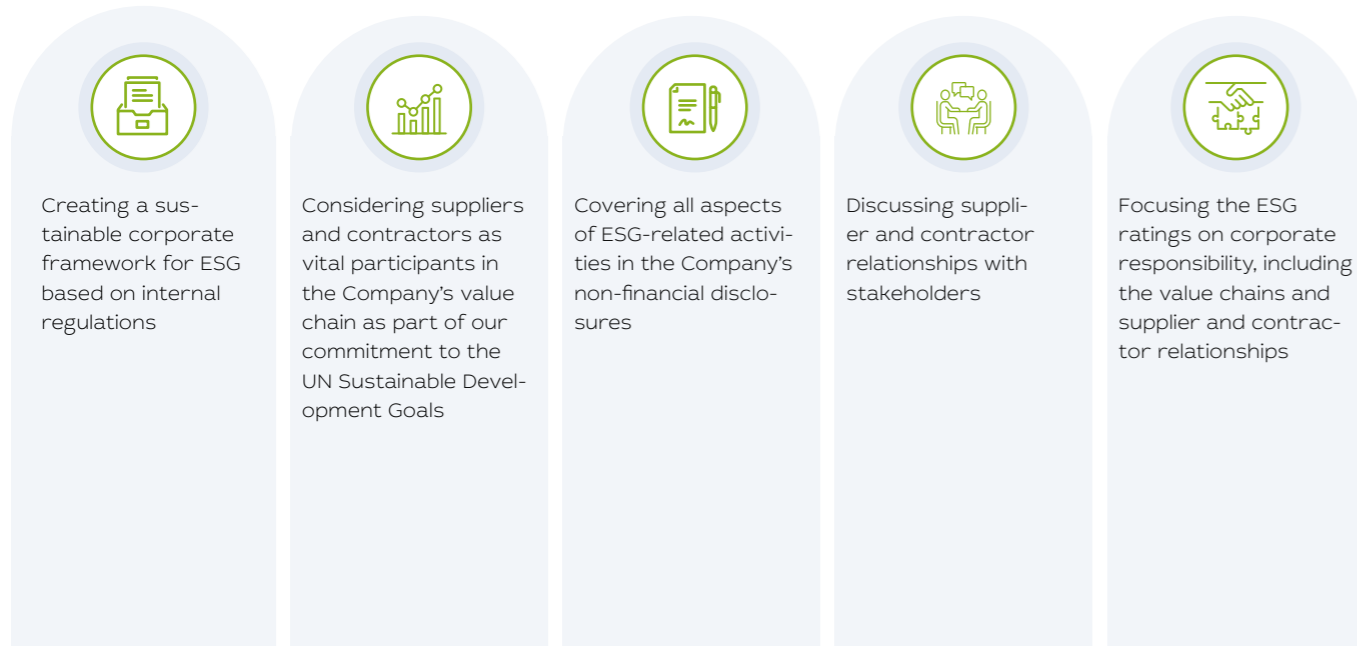 Creating a sus-
tainable corporate
framework for ESG
based on internal
regulations
Considering suppliers
and contractors as
vital participants in
the Company’s value
chain as part of our
commitment to the
UN Sustainable Devel-
opment Goals
Covering all aspects
of ESG-related activi-
ties in the Company’s
non-financial disclo-
sures
Discussing suppli-
er and contractor
relationships with
stakeholders
Focusing the ESG
ratings on corporate
responsibility, including
the value chains and
supplier and contrac-
tor relationships